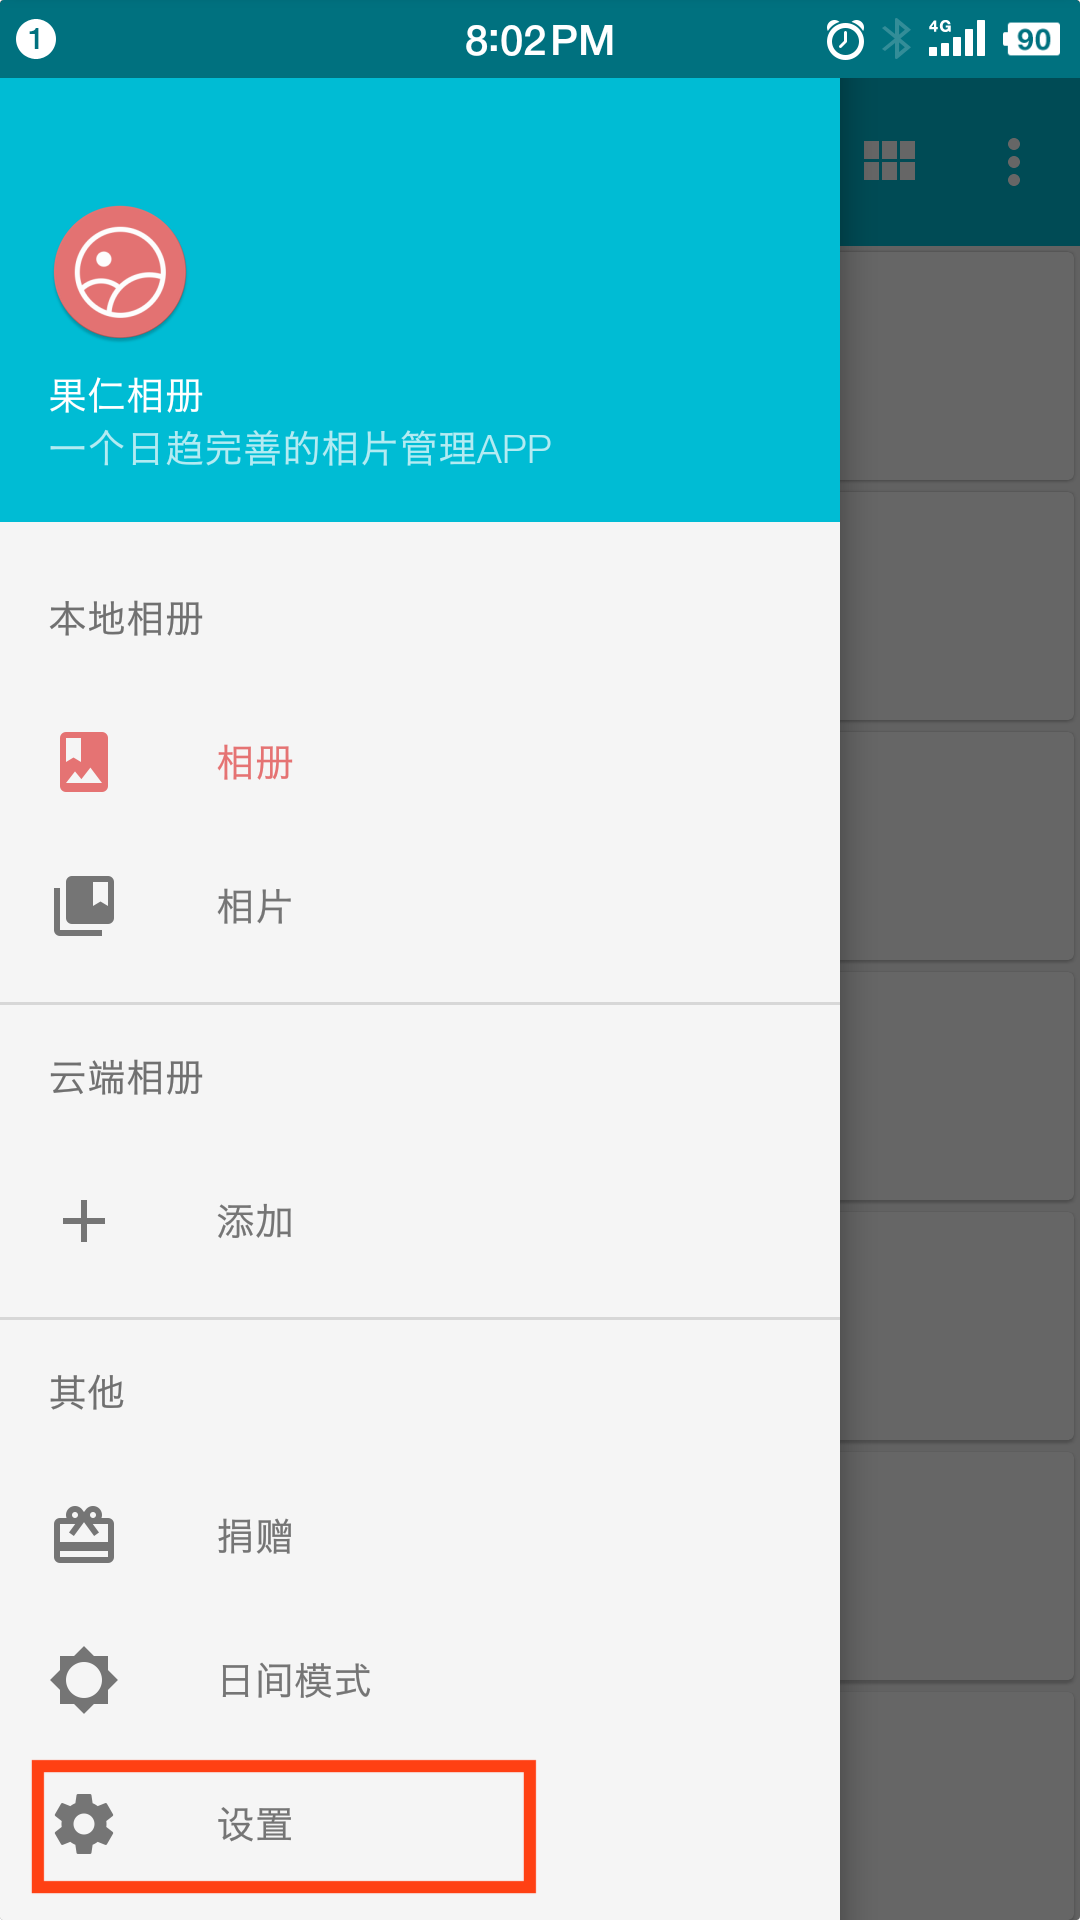 1
8:02PM
4G
90
果仁相册
一个日趋完善的相片管理APP
本地相册
相册
相片
云端相册
添加
其他
捐赠
日间模式
设置